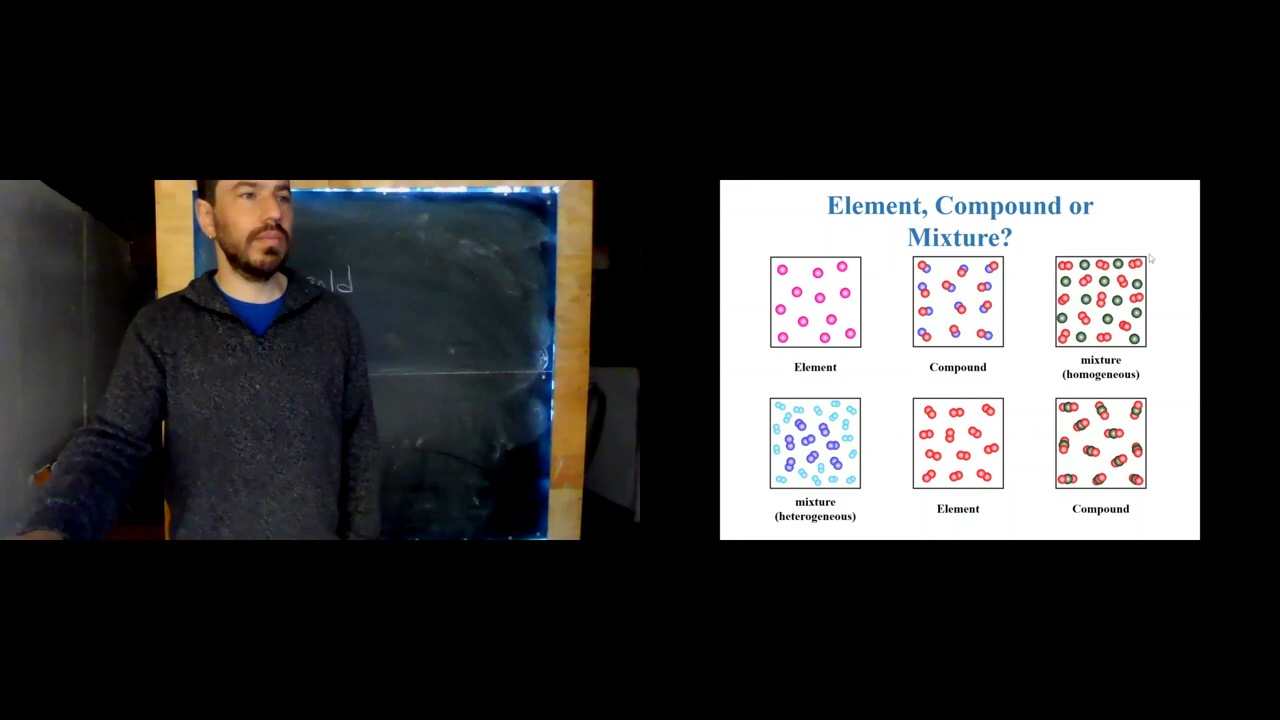 Element, Compound or
Mixture?
Element
Compound
mixture
(homogeneous)
mixture
(heterogeneous)
Element
Compound